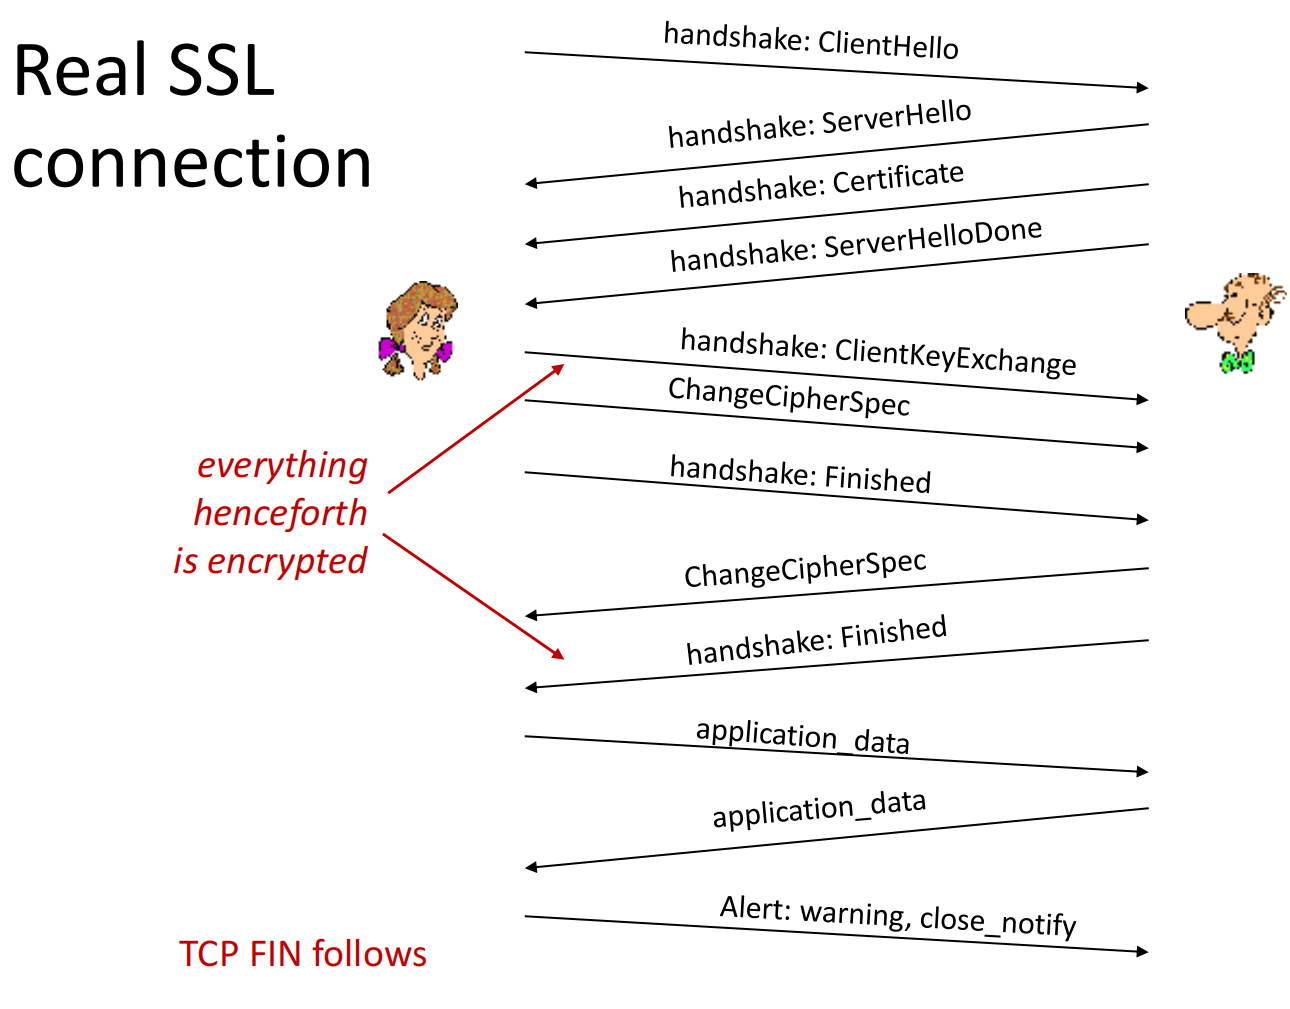 Real SSL
connection
handshake: ClientHello
handshake: ServerHello
handshake: Certificate
handshake: ServerHelloDone
handshake: ClientKeyExchange
ChangeCipherSpec
handshake: Finished
everything
henceforth
is encrypted
ChangeCipherSpec
handshake: Finished
application_data
application_data
Alert: warning, close_notify
TCP FIN follows